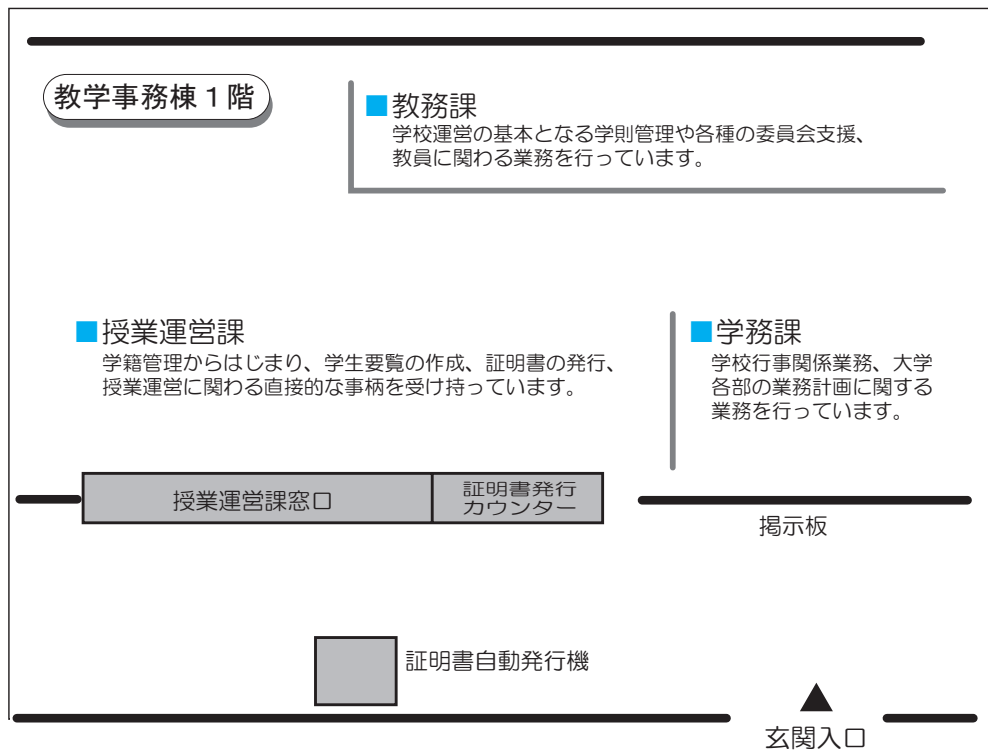 教学事務棟１階
■教務課
学校運営の基本となる学則管理や各種の委員会支援、
教員に関わる業務を行っています。
■授業運営課
学籍管理からはじまり、学生要覧の作成、証明書の発行、
授業運営に関わる直接的な事柄を受け持っています。
■学務課
学校行事関係業務、大学
各部の業務計画に関する
業務を行っています。
授業運営課窓口
証明書発行
カウンター
掲示板
証明書自動発行機
玄関入口